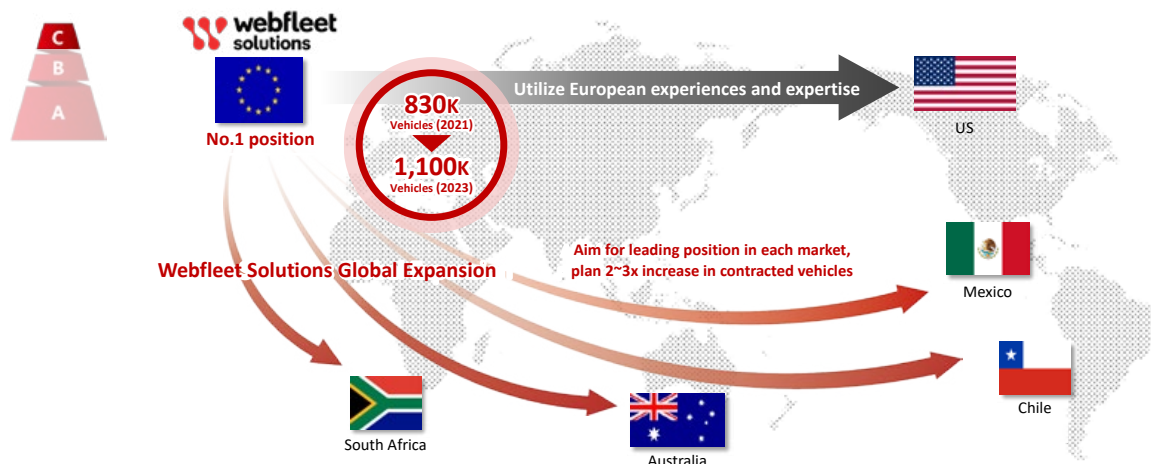 C
B
A
webfleet
solutions
No.1 position
830K
Vehicles (2021)
1,100K
Vehicles (2023)
Utilize European experiences and expertise
US
Webfleet Solutions Global Expansion
Aim for leading position in each market,
plan 2~3x increase in contracted vehicles
Mexico
Chile
South Africa
Australia